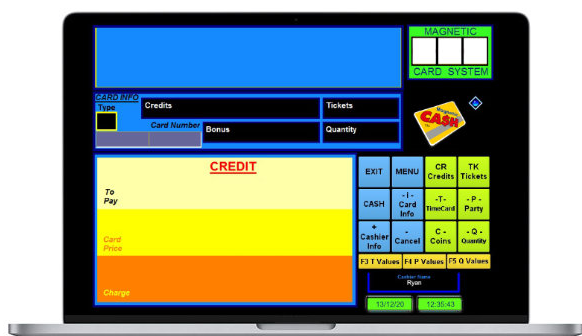 MAGNETIC
CARD SYSTEM
CARD INFO
Type
Credits
Tickets
Card Number
Bonus
Quantity
CASH
CREDIT
To
Pay
Card
Price
Charge
EXIT
MENU
CR
Credits
TK
Tickets
CASH
- I -
Card
Info
-T-
TimeCard
- P -
Party
+
Cashier
Info
-
Cancel
C -
Coins
- Q -
Quantity
F3 T Values
F4 P Values
F5 Q Values
Cashier Name
Ryan
13/12/20
12:35:43